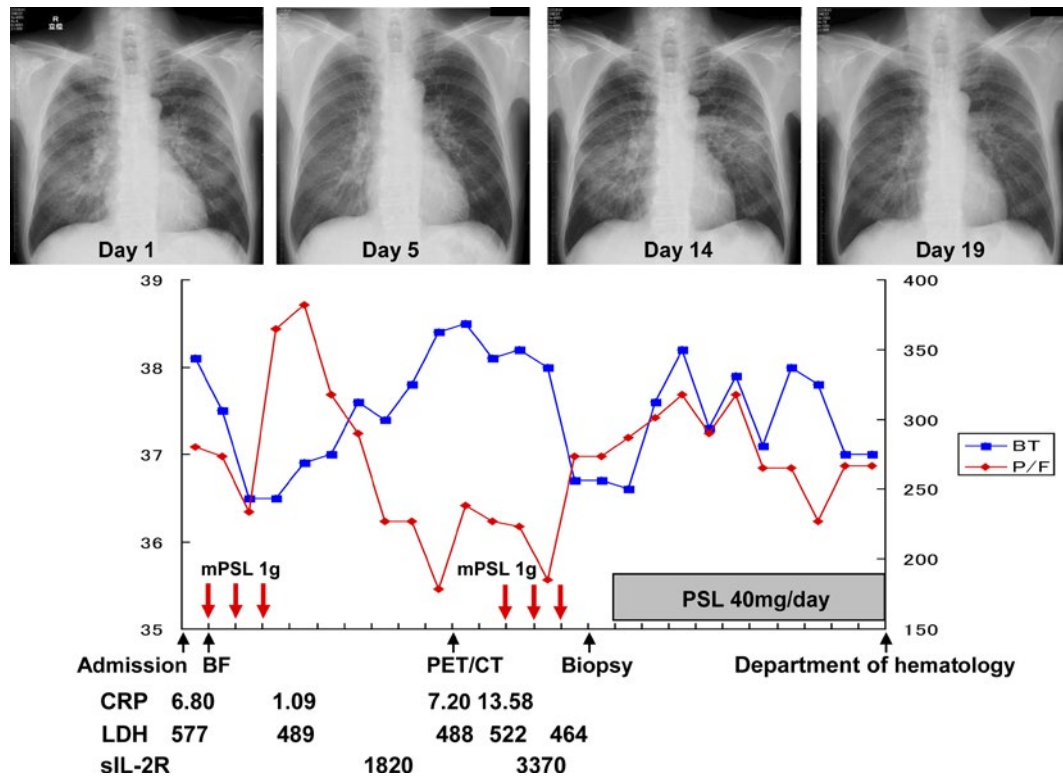 R
Day 1
Day 5
Day 14
Day 19
39
38
37
36
35
400
350
300
250
200
150
BT
P/F
mPSL 1g
mPSL 1g
PSL 40mg/day
Admission BF PET/CT Biopsy Department of hematology
CRP 6.80 1.09 7.20 13.58
LDH 577 489 488 522 464
sIL-2R 1820 3370